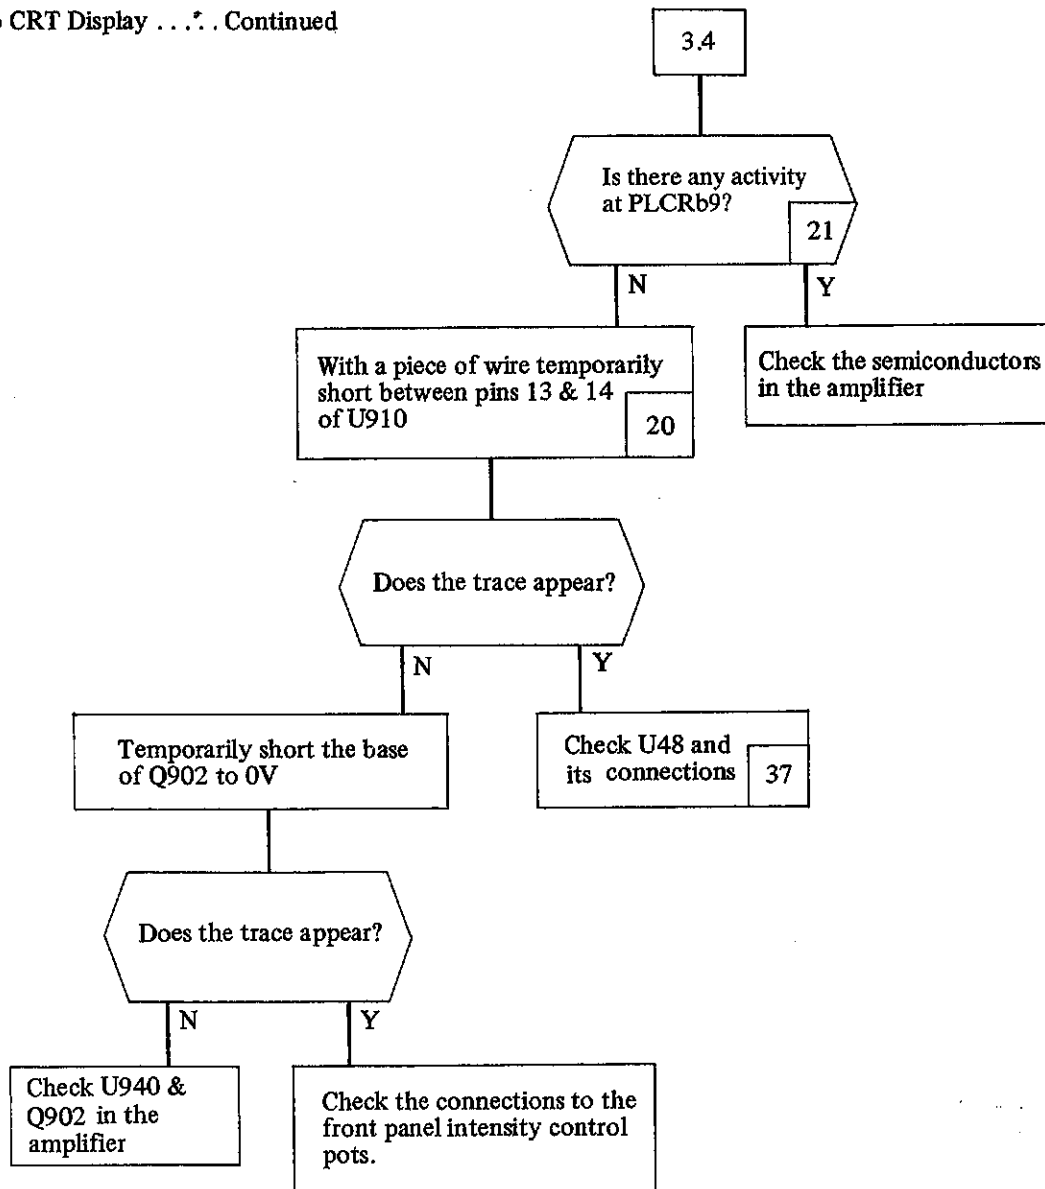 CRT Display . . . . . Continued
3.4
Is there any activity
at PLCRb9?
21
N
Y
With a piece of wire temporarily
short between pins 13 & 14
of U910
20
Check the semiconductors
in the amplifier
Does the trace appear?
N
Y
Temporarily short the base
of Q902 to 0V
Check U48 and
its connections
37
Does the trace appear?
N
Y
Check U940 &
Q902 in the
amplifier
Check the connections to the
front panel intensity control
pots.